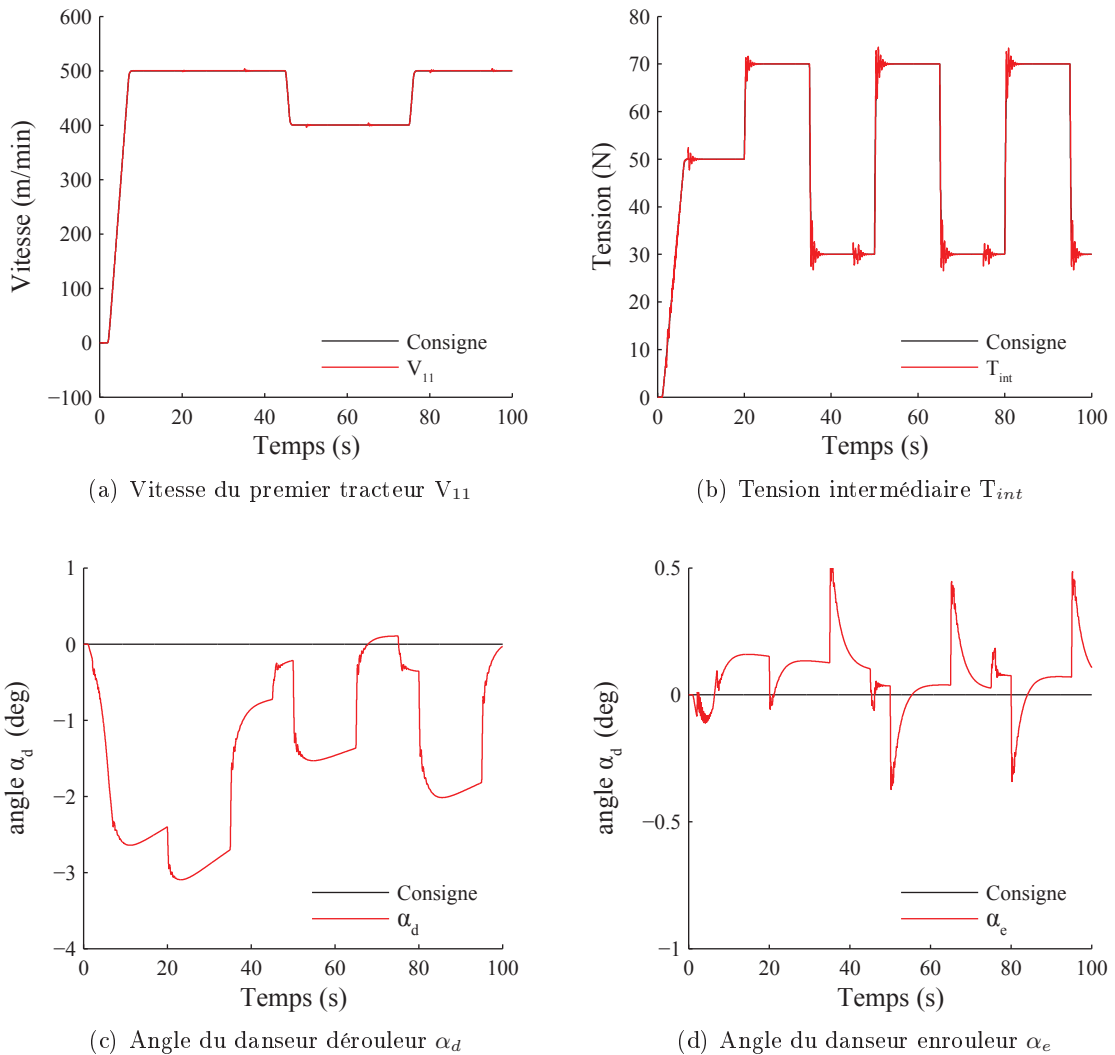 600
500
400
300
200
100
0
−100
Vitesse (m/min)
0
20
40
60
80
100
Temps (s)
Consigne
V11
(a) Vitesse du premier tracteur V11
80
70
60
50
40
30
20
10
0
Tension (N)
0
20
40
60
80
100
Temps (s)
Consigne
Tint
(b) Tension intermédiaire Tint
1
0
−1
−2
−3
−4
angle αd (deg)
0
20
40
60
80
100
Temps (s)
Consigne
αd
(c) Angle du danseur dérouleur αd
0.5
0
−0.5
−1
angle αd (deg)
0
20
40
60
80
100
Temps (s)
Consigne
αe
(d) Angle du danseur enrouleur αe